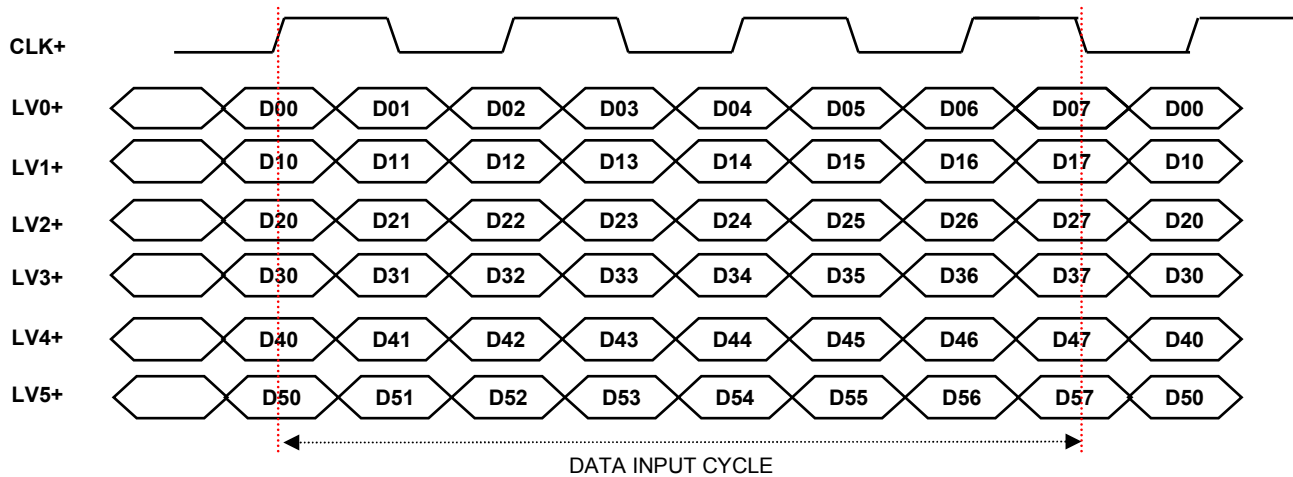 CLK+
LV0+ D00 D01 D02 D03 D04 D05 D06 D07 D00
LV1+ D10 D11 D12 D13 D14 D15 D16 D17 D10
LV2+ D20 D21 D22 D23 D24 D25 D26 D27 D20
LV3+ D30 D31 D32 D33 D34 D35 D36 D37 D30
LV4+ D40 D41 D42 D43 D44 D45 D46 D47 D40
LV5+ D50 D51 D52 D53 D54 D55 D56 D57 D50
DATA INPUT CYCLE